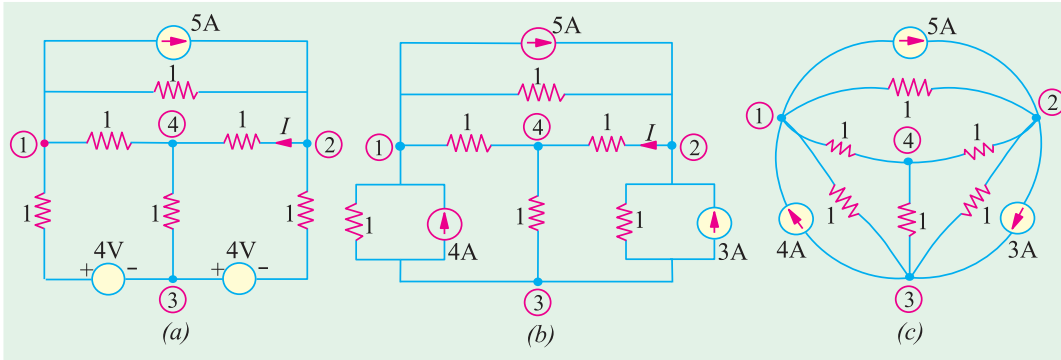 5A
1
1 1 4 1 I 2
1 1 1
4V 4V
+ - + -
3
(a)
5A
1
1 1 4 1 I 2
1 4A 1 1 3A
3
(b)
5A
1 1 2
1 4 1
4A 1 1 1 3A
3
(c)